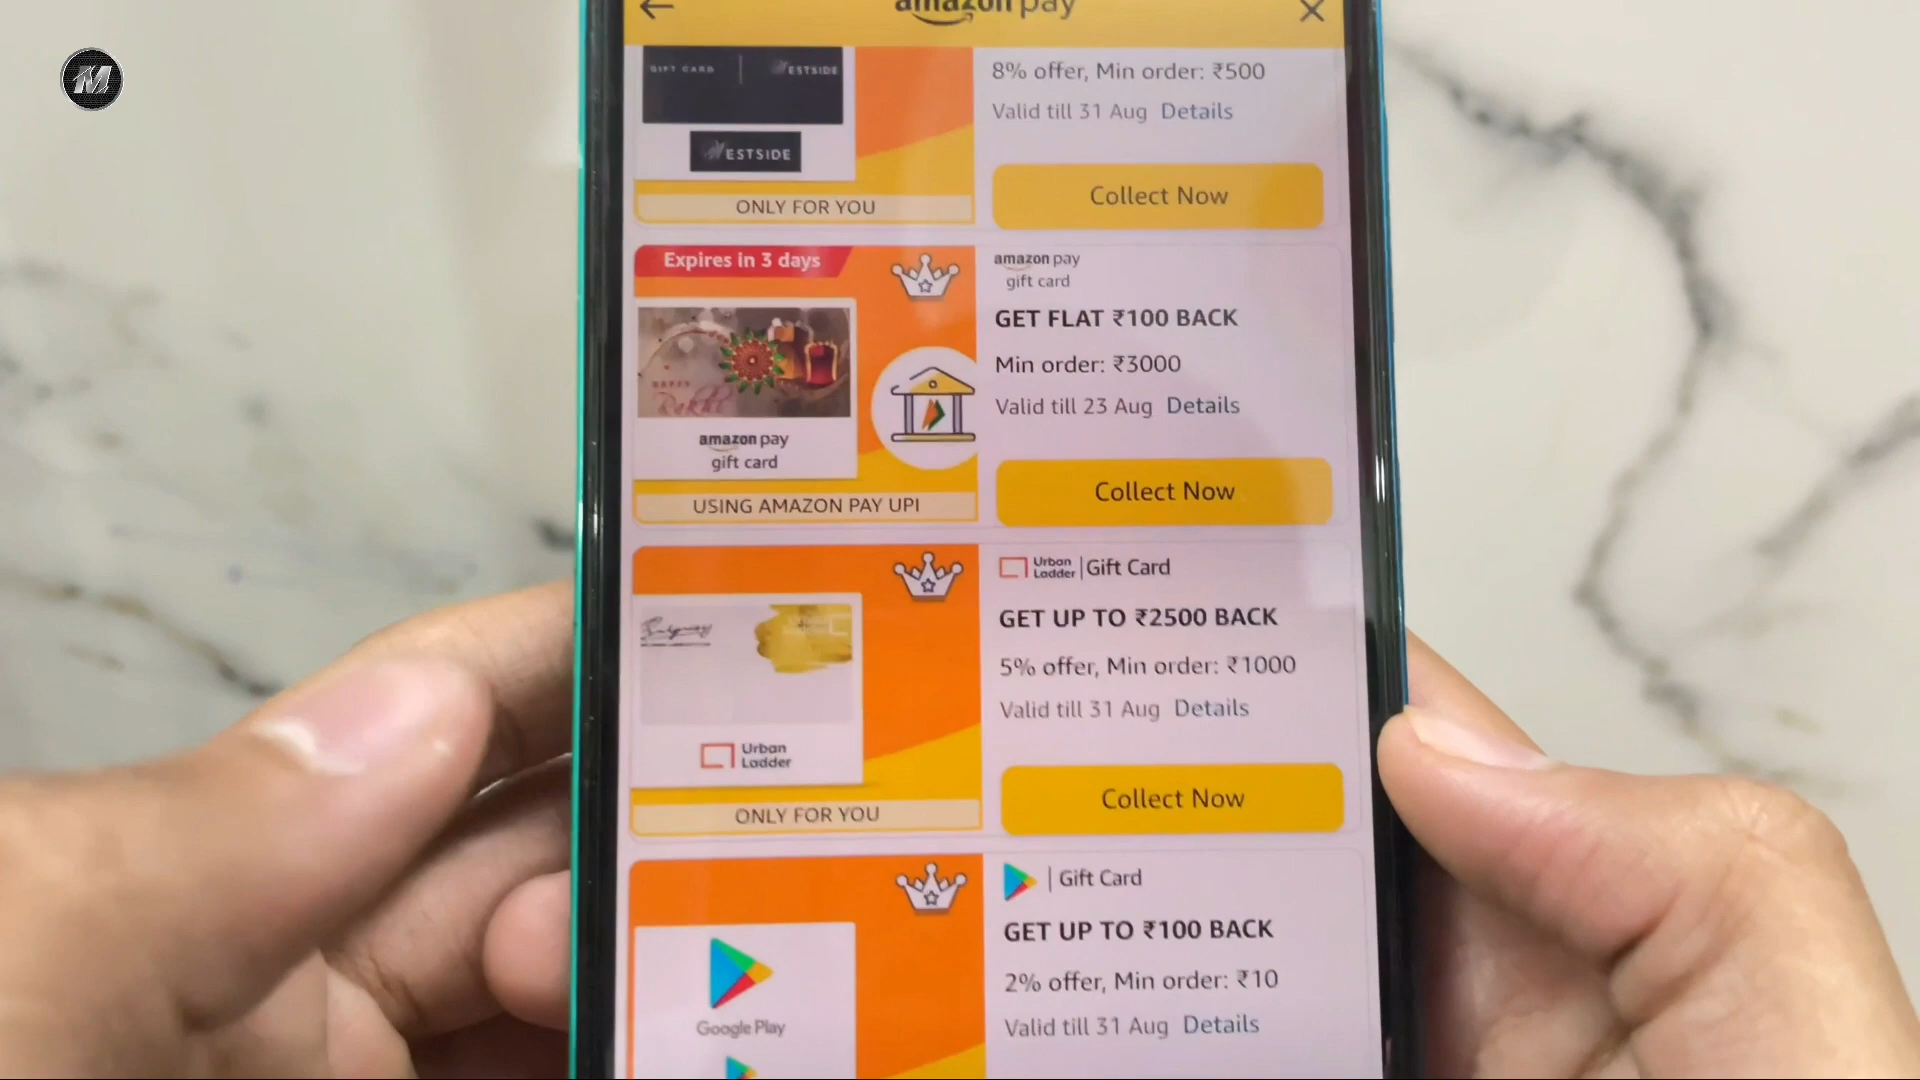 amazon pay
GIFT CARD
WESTSIDE
WESTSIDE
ONLY FOR YOU
8% offer, Min order: ₹500
Valid till 31 Aug Details
Collect Now
Expires in 3 days
Rakhi
amazon pay
gift card
USING AMAZON PAY UPI
amazon pay
gift card
GET FLAT ₹100 BACK
Min order: ₹3000
Valid till 23 Aug Details
Collect Now
Urban
Ladder
ONLY FOR YOU
Urban
Ladder | Gift Card
GET UP TO ₹2500 BACK
5% offer, Min order: ₹1000
Valid till 31 Aug Details
Collect Now
Google Play
| Gift Card
GET UP TO ₹100 BACK
2% offer, Min order: ₹10
Valid till 31 Aug Details